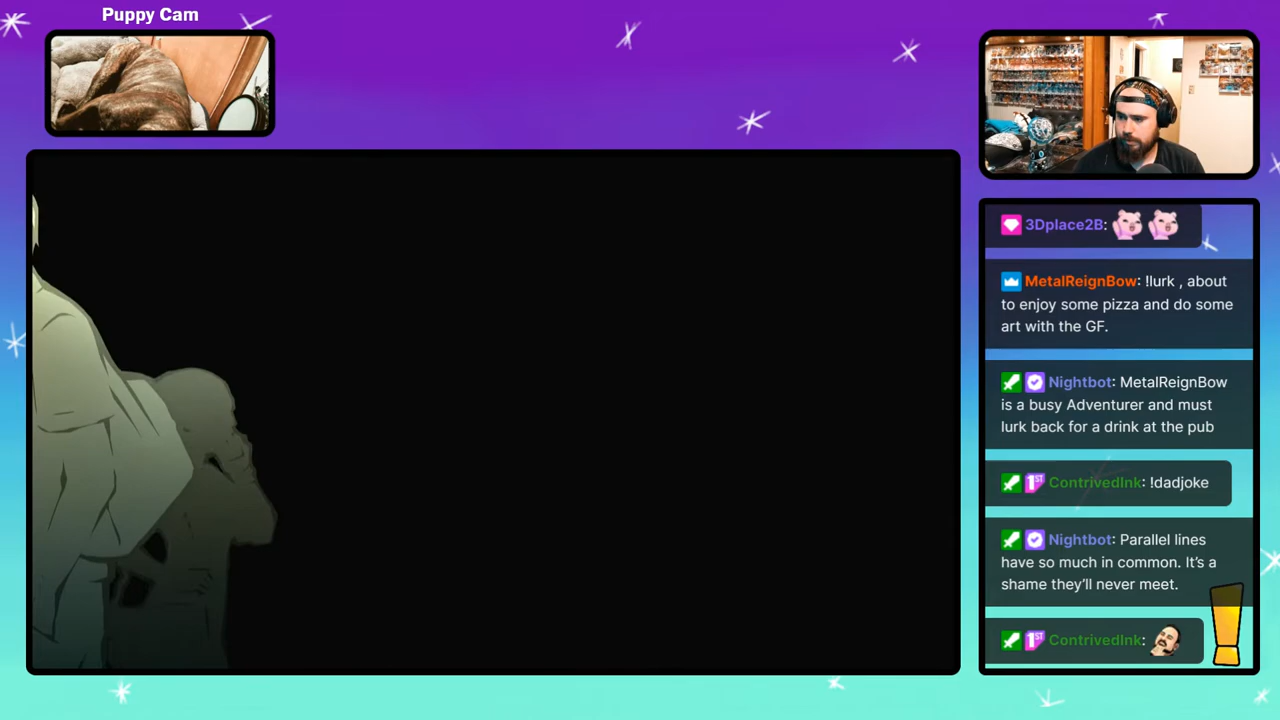 Puppy Cam
3Dplace2B:
MetalReignBow: !lurk , about
to enjoy some pizza and do some
art with the GF.
Nightbot: MetalReignBow
is a busy Adventurer and must
lurk back for a drink at the pub
1ST ContrivedInk: !dadjoke
Nightbot: Parallel lines
have so much in common. It’s a
shame they’ll never meet.
1ST ContrivedInk: